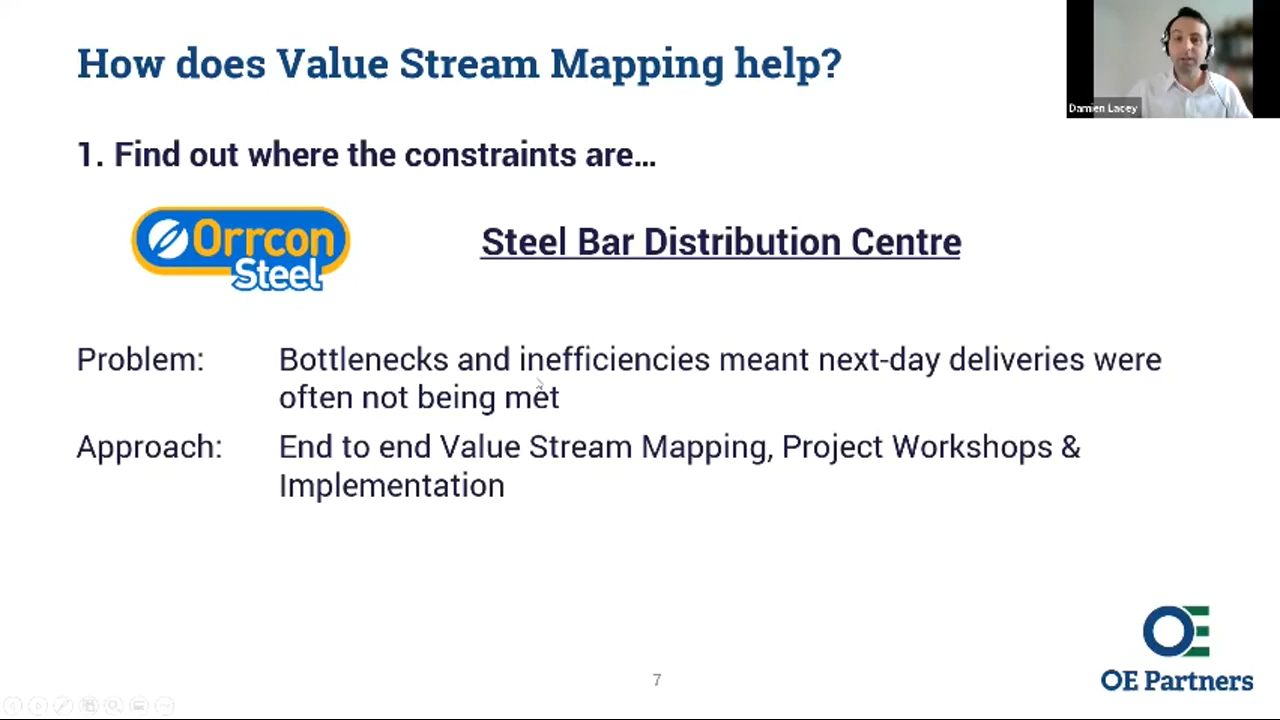 How does Value Stream Mapping help?
Damien Lacey
1. Find out where the constraints are...
Orrcon
Steel
Steel Bar Distribution Centre
Problem: Bottlenecks and inefficiencies meant next-day deliveries were
often not being met
Approach: End to end Value Stream Mapping, Project Workshops &
Implementation
OE
OE Partners
7